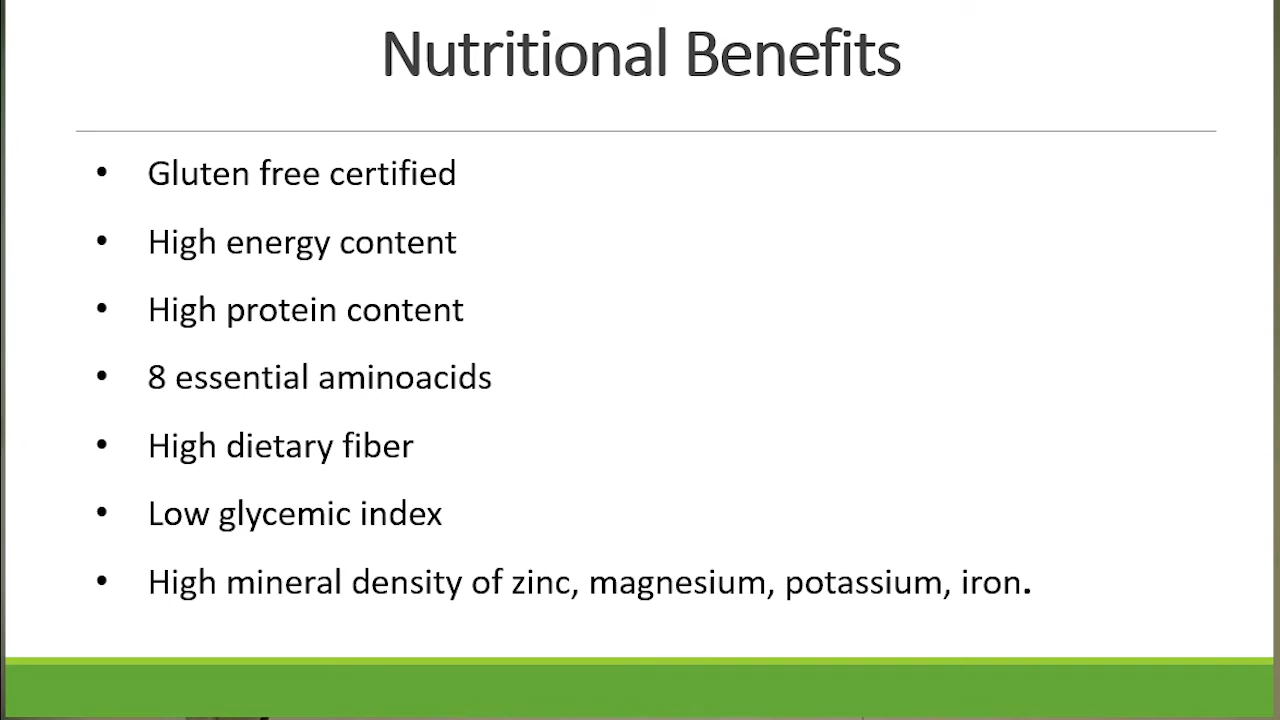 Nutritional Benefits
• Gluten free certified
• High energy content
• High protein content
• 8 essential aminoacids
• High dietary fiber
• Low glycemic index
• High mineral density of zinc, magnesium, potassium, iron.